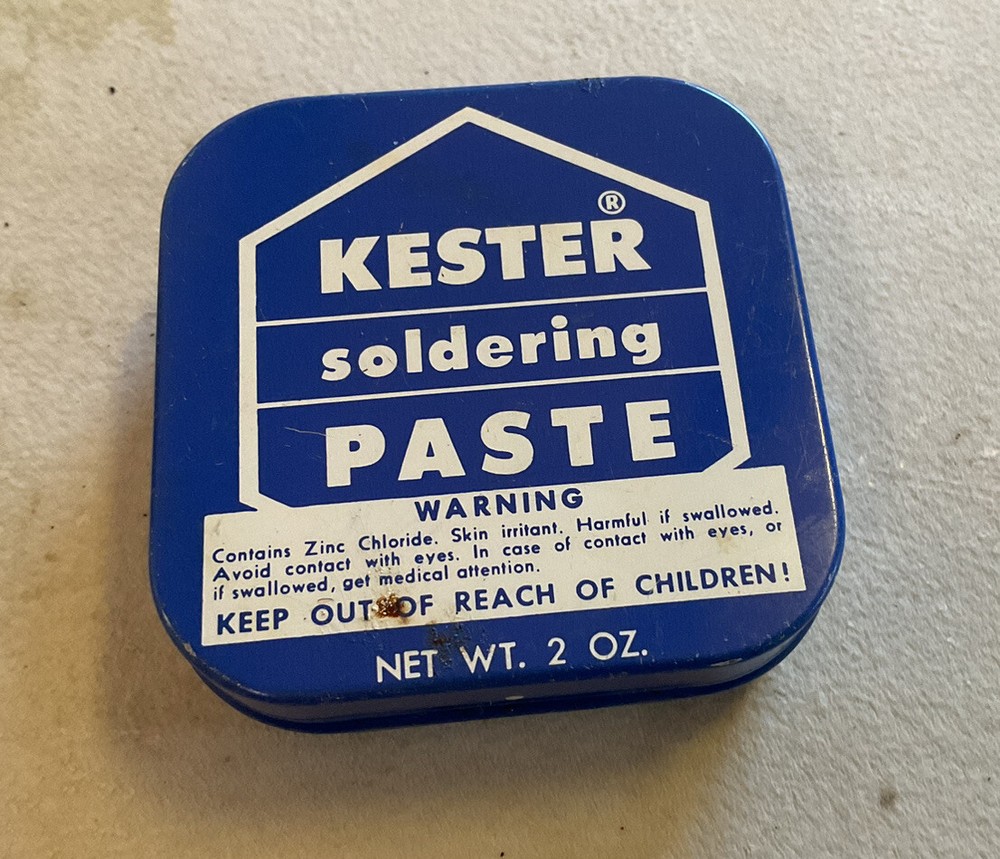 KESTER®
soldering
PASTE
WARNING
Contains Zinc Chloride. Skin irritant. Harmful if swallowed.
Avoid contact with eyes. In case of contact with eyes, or
if swallowed, get medical attention.
KEEP OUT OF REACH OF CHILDREN!
NET WT. 2 OZ.